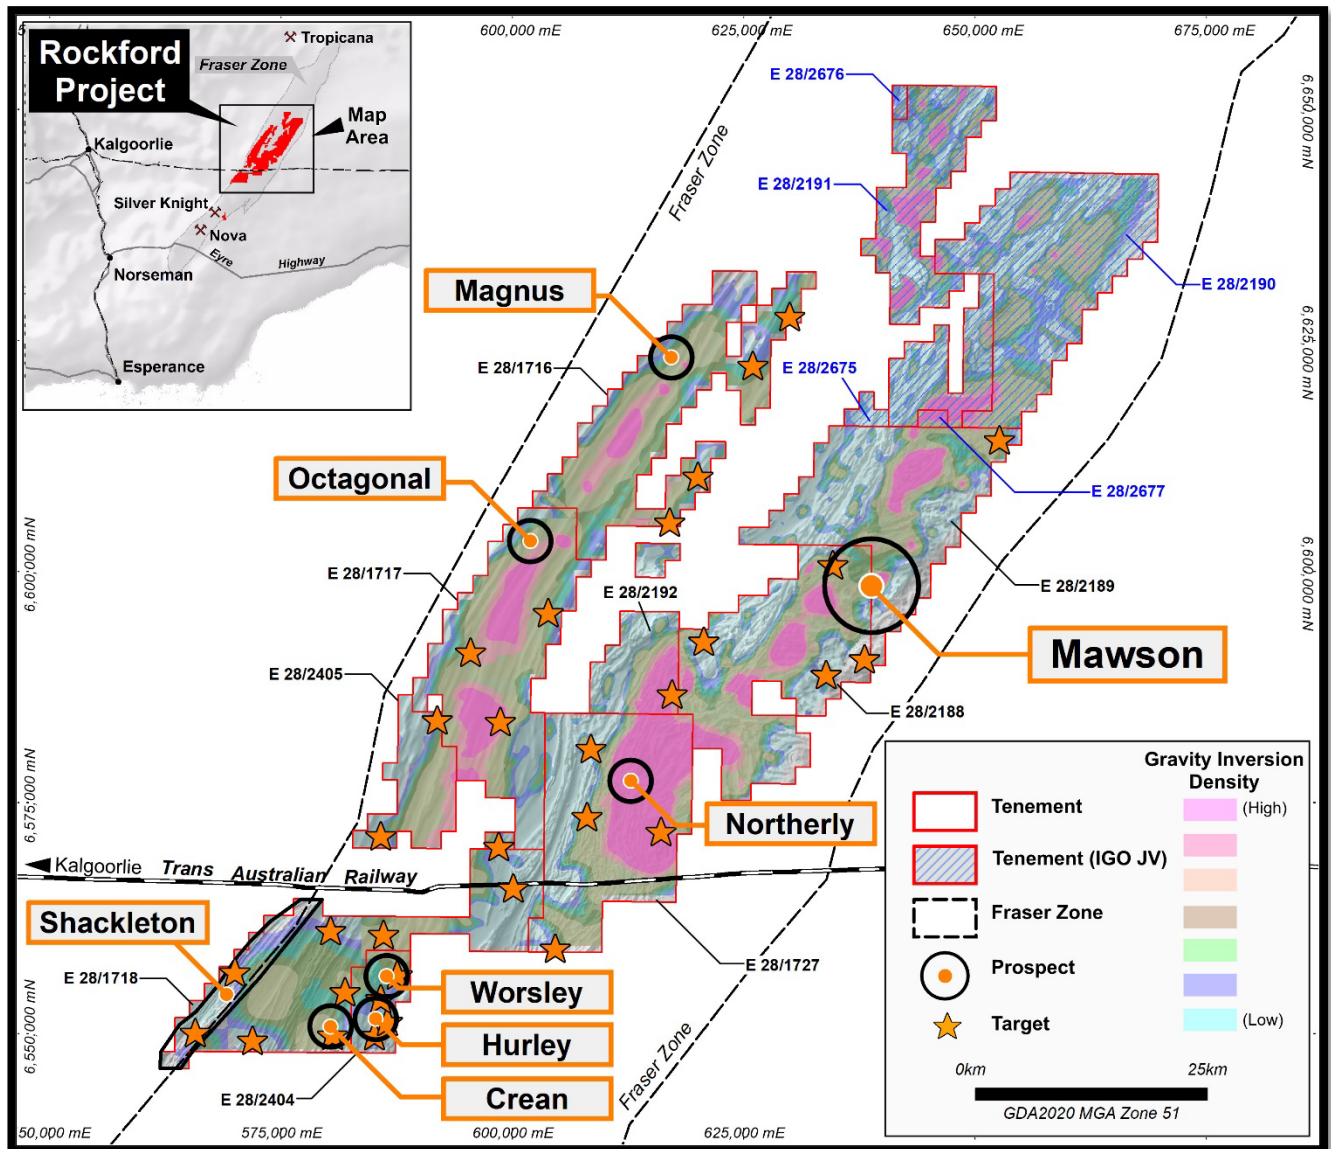 600,000 mE
625,000 mE
650,000 mE
675,000 mE
Rockford
Project
Tropicana
Fraser Zone
Map
Area
Kalgoorlie
Silver Knight
Nova
Eyre
Highway
Norseman
Esperance
Fraser Zone
E 28/2676
E 28/2191
E 28/2190
6,650,000 mN
Magnus
E 28/1716
E 28/2675
6,625,000 mN
Octagonal
E 28/2677
6,600,000 mN
E 28/1717
E 28/2192
E 28/2189
6,600,000 mN
Mawson
E 28/2405
E 28/2188
6,575,000 mN
Northerly
Kalgoorlie
Trans Australian Railway
Shackleton
E 28/1718
E 28/1727
Worsley
Hurley
Crean
E 28/2404
6,550,000 mN
Fraser Zone
Gravity Inversion
Density
Tenement
(High)
Tenement (IGO JV)
Fraser Zone
Prospect
Target
(Low)
0km
25km
GDA2020 MGA Zone 51
50,000 mE
575,000 mE
600,000 mE
625,000 mE